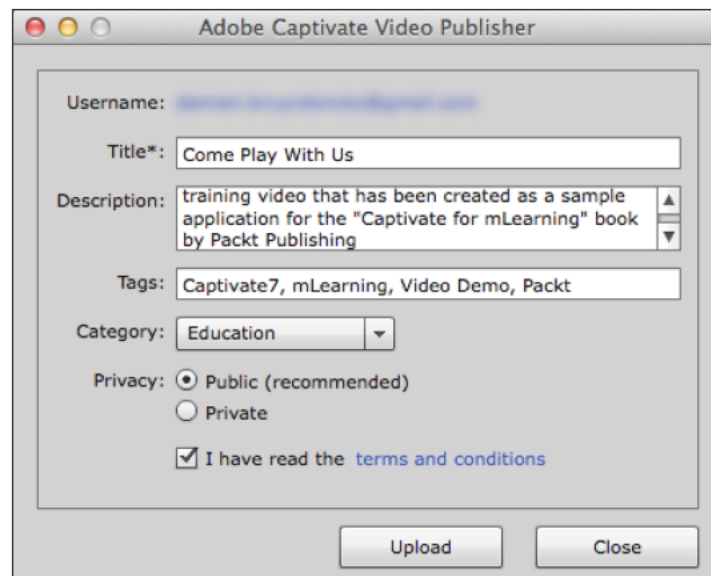 Adobe Captivate Video Publisher
Username:
Title*: Come Play With Us
Description: training video that has been created as a sample
application for the "Captivate for mLearning" book
by Packt Publishing
Tags: Captivate7, mLearning, Video Demo, Packt
Category: Education
Privacy: Public (recommended)
Private
I have read the terms and conditions
Upload Close